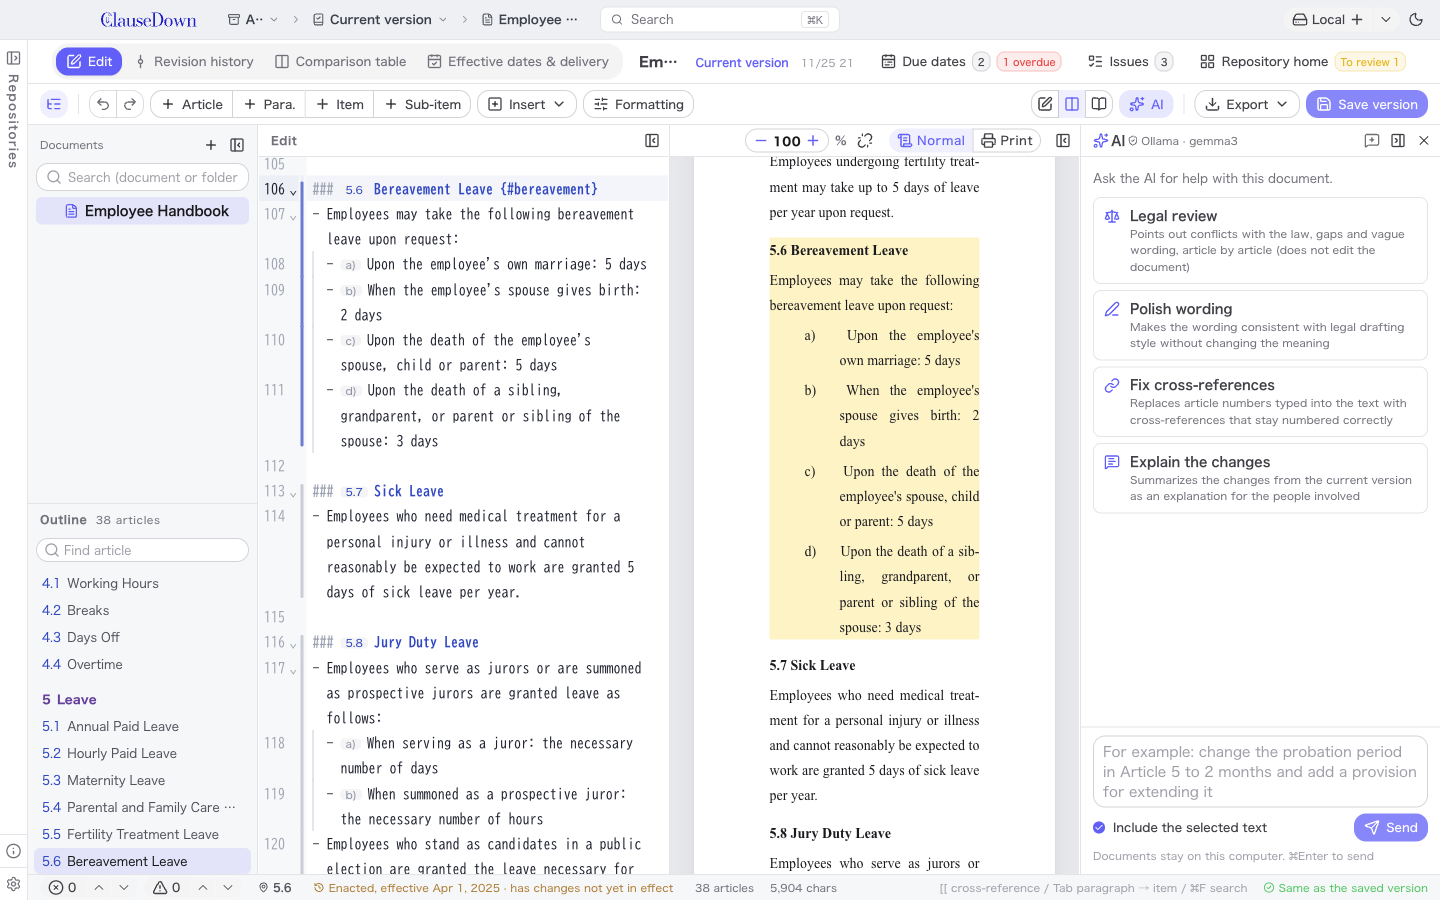 ClauseDown
A··
Current version
Employee ···
Search
⌘K
Local
Repositories
Edit
Revision history
Comparison table
Effective dates & delivery
Em···
Current version
11/25 21
Due dates 2 1 overdue
Issues 3
Repository home To review 1
+ Article
+ Para.
+ Item
+ Sub-item
Insert
Formatting
AI
Export
Save version
Documents
Search (document or folder
Employee Handbook
Outline 38 articles
Find article
4.1 Working Hours
4.2 Breaks
4.3 Days Off
4.4 Overtime
5 Leave
5.1 Annual Paid Leave
5.2 Hourly Paid Leave
5.3 Maternity Leave
5.4 Parental and Family Care ···
5.5 Fertility Treatment Leave
5.6 Bereavement Leave
Edit
105
106 ### 5.6 Bereavement Leave {#bereavement}
107 - Employees may take the following bereavement
leave upon request:
108 - a) Upon the employee's own marriage: 5 days
109 - b) When the employee's spouse gives birth:
2 days
110 - c) Upon the death of the employee's
spouse, child or parent: 5 days
111 - d) Upon the death of a sibling,
grandparent, or parent or sibling of the
spouse: 3 days
112
113 ### 5.7 Sick Leave
114 - Employees who need medical treatment for a
personal injury or illness and cannot
reasonably be expected to work are granted 5
days of sick leave per year.
115
116 ### 5.8 Jury Duty Leave
117 - Employees who serve as jurors or are summoned
as prospective jurors are granted leave as
follows:
118 - a) When serving as a juror: the necessary
number of days
119 - b) When summoned as a prospective juror:
the necessary number of hours
120 - Employees who stand as candidates in a public
election are granted the leave necessary for
− 100 + %
Normal
Print
Employees undergoing fertility treat-
ment may take up to 5 days of leave
per year upon request.
5.6 Bereavement Leave
Employees may take the following
bereavement leave upon request:
a) Upon the employee's
own marriage: 5 days
b) When the employee's
spouse gives birth: 2
days
c) Upon the death of the
employee's spouse, child
or parent: 5 days
d) Upon the death of a sib-
ling, grandparent, or
parent or sibling of the
spouse: 3 days
5.7 Sick Leave
Employees who need medical treat-
ment for a personal injury or illness
and cannot reasonably be expected to
work are granted 5 days of sick leave
per year.
5.8 Jury Duty Leave
Employees who serve as jurors or
AI Ollama · gemma3
Ask the AI for help with this document.
Legal review
Points out conflicts with the law, gaps and vague
wording, article by article (does not edit the
document)
Polish wording
Makes the wording consistent with legal drafting
style without changing the meaning
Fix cross-references
Replaces article numbers typed into the text with
cross-references that stay numbered correctly
Explain the changes
Summarizes the changes from the current version
as an explanation for the people involved
For example: change the probation period
in Article 5 to 2 months and add a provision
for extending it
Include the selected text
Send
Documents stay on this computer. ⌘Enter to send
0
0
5.6
Enacted, effective Apr 1, 2025 · has changes not yet in effect
38 articles
5,904 chars
[[ cross-reference / Tab paragraph → item / ⌘F search
Same as the saved version